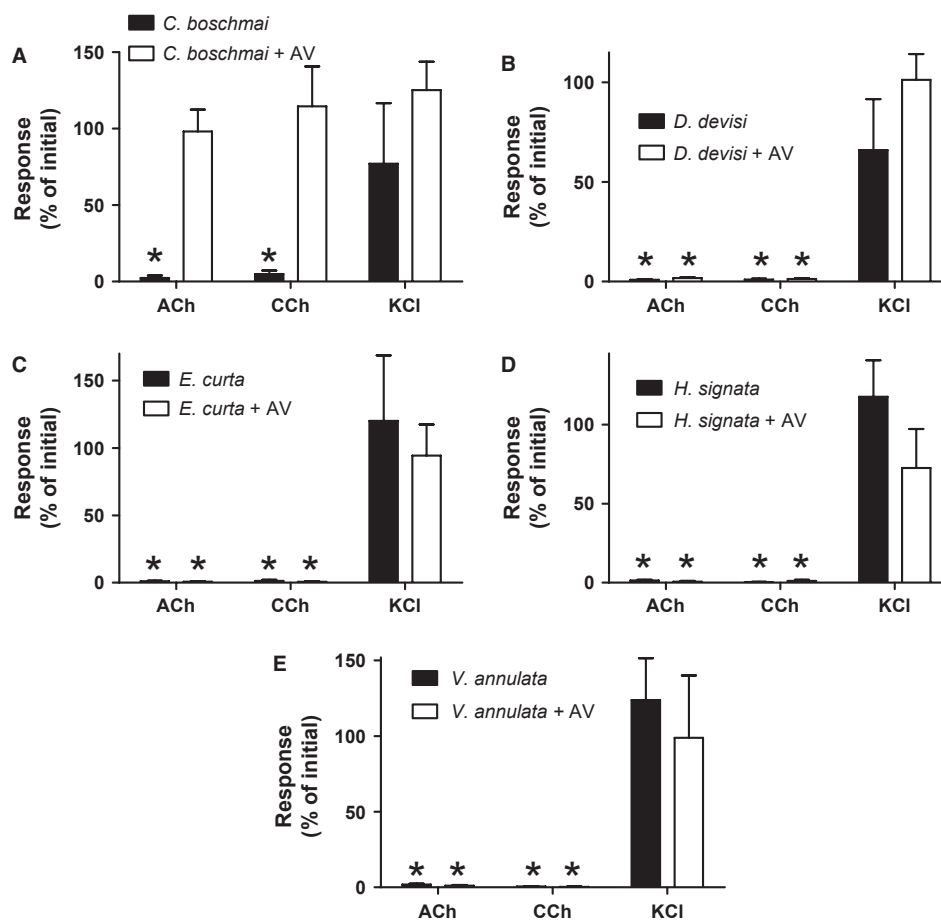 A
C. boschmai
C. boschmai + AV
Response
(% of initial)
150
100
50
0
*
*
ACh
CCh
KCl
B
D. devisi
D. devisi + AV
Response
(% of initial)
100
50
0
* *
* *
ACh
CCh
KCl
C
E. curta
E. curta + AV
Response
(% of initial)
150
100
50
0
* *
* *
ACh
CCh
KCl
D
H. signata
H. signata + AV
Response
(% of initial)
100
50
0
* *
* *
ACh
CCh
KCl
E
V. annulata
V. annulata + AV
Response
(% of initial)
150
100
50
0
* *
* *
ACh
CCh
KCl